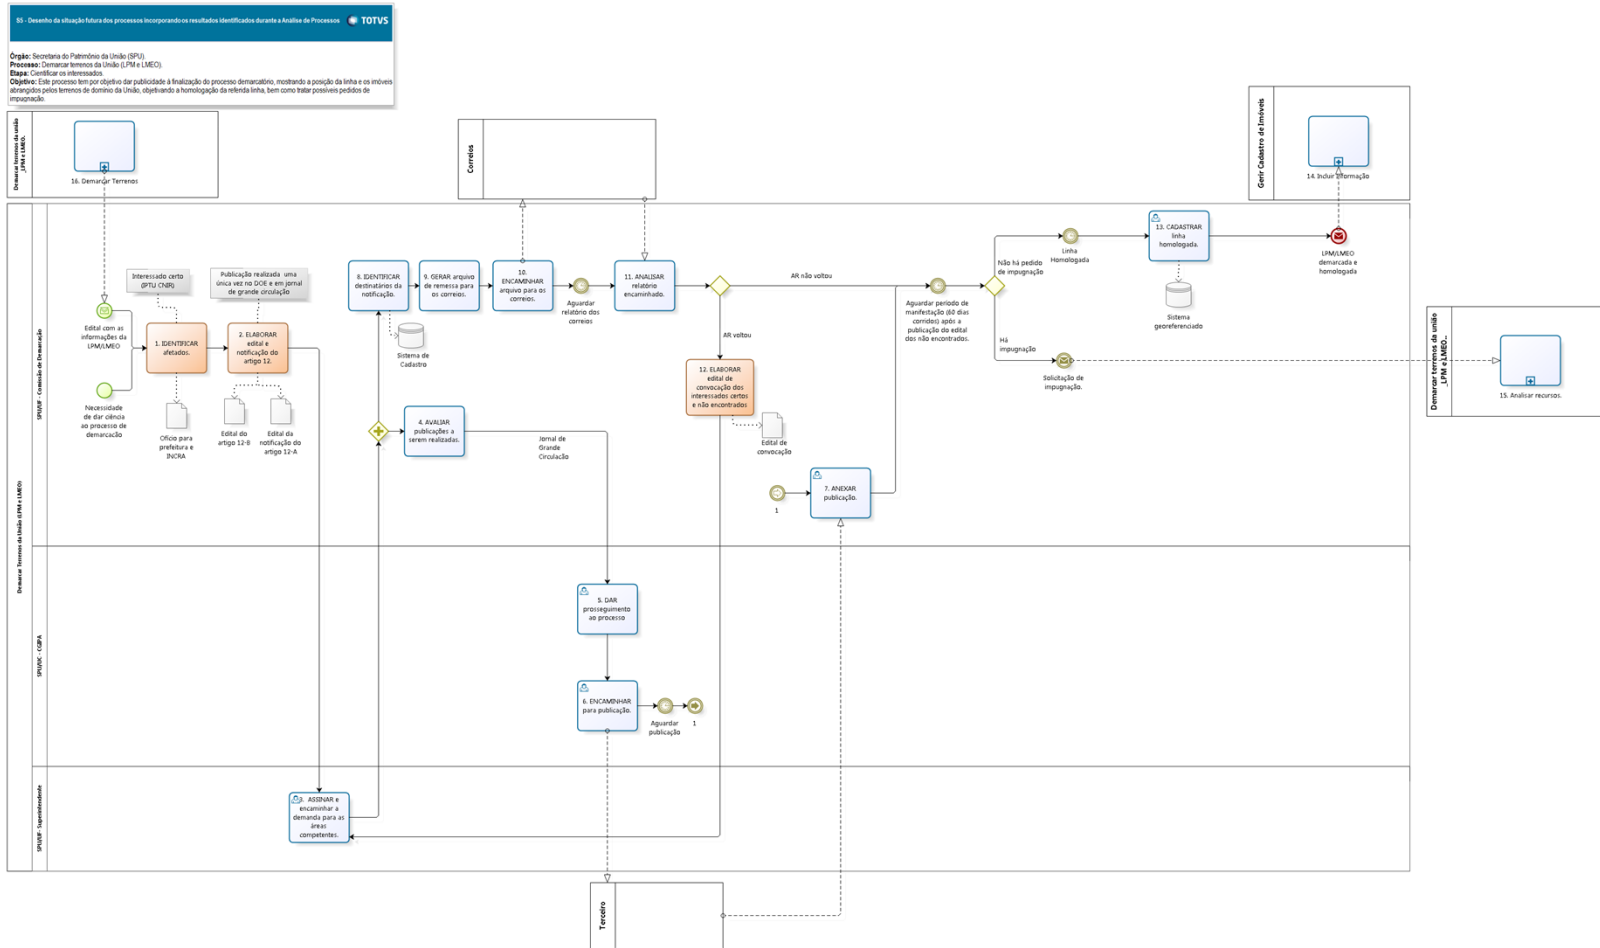 S5 - Desenho da situação futura dos processos incorporando os resultados identificados durante a Análise de Processos
TOTVS
Órgão: Secretaria do Patrimônio da União (SPU).
Processo: Demarcar terrenos da União (LPM e LMEO).
Etapa: Cientificar os interessados.
Objetivo: Este processo tem por objetivo dar publicidade á finalização do processo demarcatório, mostrando a posição da linha e os imóveis
abrangidos pelos terrenos de domínio da União, objetivando a homologação da referida linha, bem como tratar possíveis pedidos de
impugnação.
Demarcar terrenos da união
_LPM e LMEO_
16. Demarcar Terrenos
Correios
Gerir Cadastro de Imóveis
14. Incluir informação
Demarcar Terrenos da União (LPM e LMEO)
SPU/UF - Comissão de Demarcação
Edital com as
informações da
LPM/LMEO
Necessidade
de dar ciência
ao processo de
demarcação
Interessado certo
(IPTU CNIR)
1. IDENTIFICAR
afetados.
Ofício para
prefeitura e
INCRA
Publicação realizada uma
única vez no DOE e em jornal
de grande circulação
2. ELABORAR
edital e
notificação do
artigo 12.
Edital do
artigo 12-B
Edital da
notificação do
artigo 12-A
8. IDENTIFICAR
destinatários da
notificação.
Sistema de
Cadastro
9. GERAR arquivo
de remessa para
os correios.
10.
ENCAMINHAR
arquivo para os
correios.
Aguardar
relatório dos
correios
11. ANALISAR
relatório
encaminhado.
AR não voltou
AR voltou
12. ELABORAR
edital de
convocação dos
interessados certos
e não encontrados
Edital de
convocação
4. AVALIAR
publicações a
serem realizadas.
Jornal de
Grande
Circulação
1
7. ANEXAR
publicação.
Aguardar período de
manifestação (60 dias
corridos) após a
publicação do edital
dos não encontrados.
Não há pedido
de impugnação
Há
impugnação
Linha
Homologada
13. CADASTRAR
linha
homologada.
Sistema
georeferenciado
LPM/LMEO
demarcada e
homologada
Solicitação de
impugnação.
Demarcar terrenos da união
_LPM e LMEO_
15. Analisar recursos.
SPU/UC - CGIPA
5. DAR
prosseguimento
ao processo
6. ENCAMINHAR
para publicação.
Aguardar
publicação
1
SPU/UF- Superintendente
3. ASSINAR e
encaminhar a
demanda para as
áreas
competentes.
Terceiro